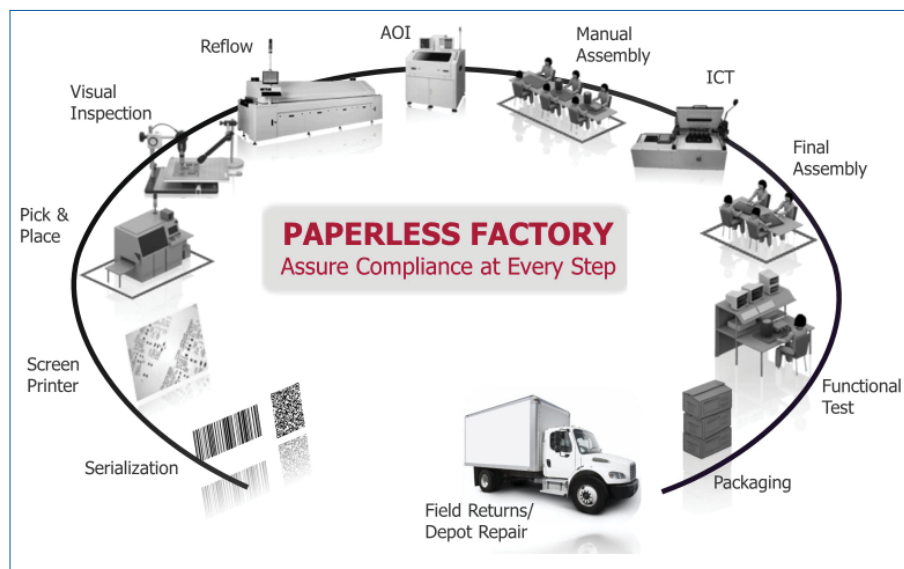 AOI
Reflow
Manual
Assembly
ICT
Visual
Inspection
Final
Assembly
Pick &
Place
PAPERLESS FACTORY
Assure Compliance at Every Step
Screen
Printer
Functional
Test
Serialization
Packaging
Field Returns/
Depot Repair